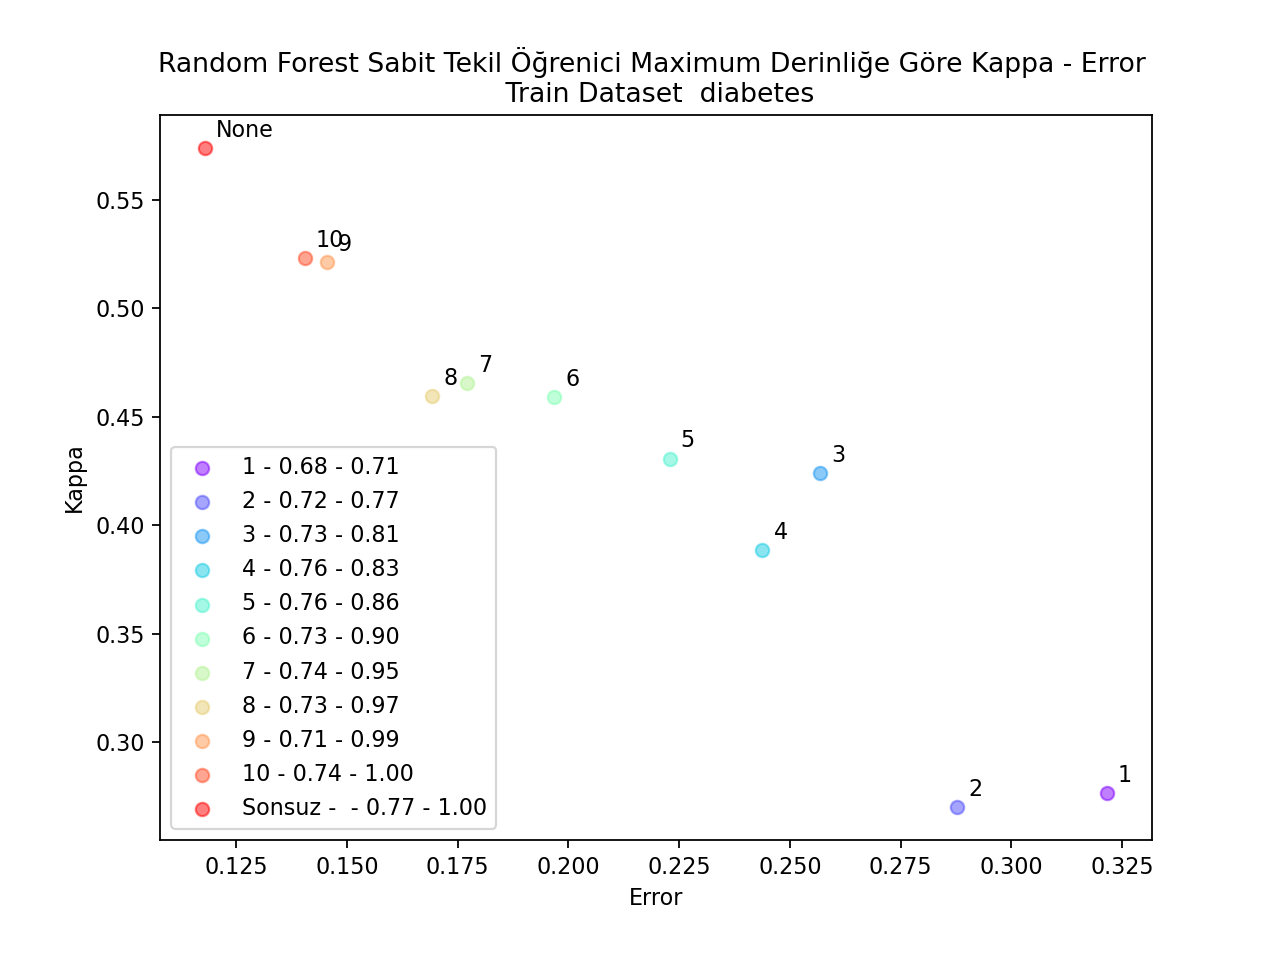 Random Forest Sabit Tekil Öğrenici Maximum Derinliğe Göre Kappa - Error
Train Dataset  diabetes
None
10
9
8
7
6
5
3
4
2
1
0.55
0.50
0.45
0.40
0.35
0.30
Kappa
1 - 0.68 - 0.71
2 - 0.72 - 0.77
3 - 0.73 - 0.81
4 - 0.76 - 0.83
5 - 0.76 - 0.86
6 - 0.73 - 0.90
7 - 0.74 - 0.95
8 - 0.73 - 0.97
9 - 0.71 - 0.99
10 - 0.74 - 1.00
Sonsuz -  - 0.77 - 1.00
0.125 0.150 0.175 0.200 0.225 0.250 0.275 0.300 0.325
Error